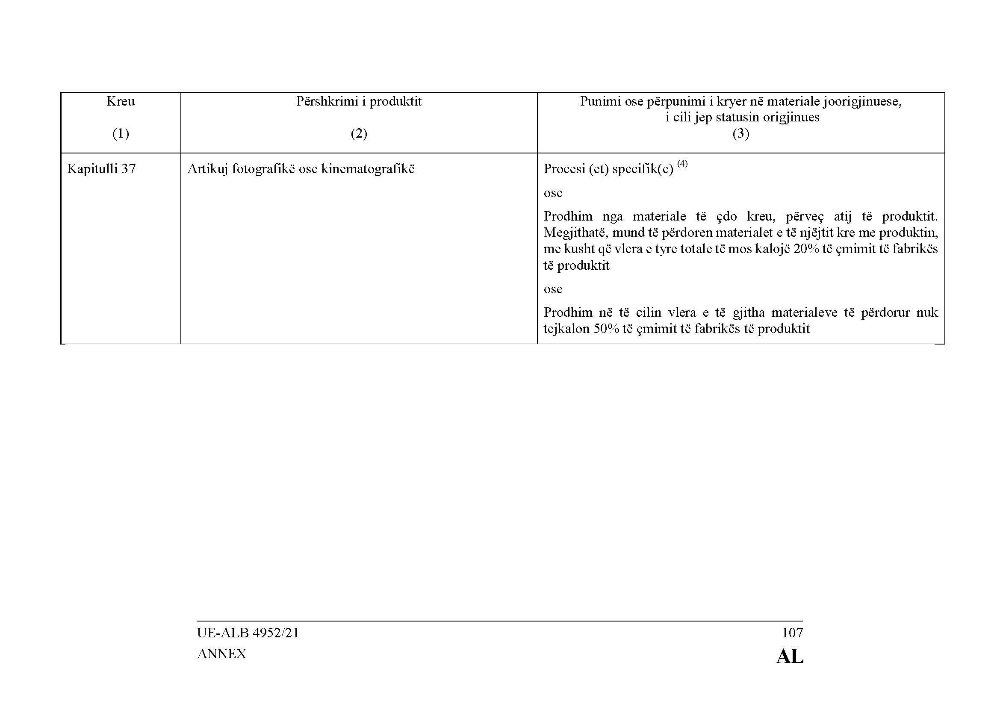 Kreu
(1)
Përshkrimi i produktit
(2)
Punimi ose përpunimi i kryer në materiale joorigjinuese,
i cili jep statusin origjinues
(3)
Kapitulli 37
Artikuj fotografikë ose kinematografikë
Procesi (et) specifik(e) (4)
ose
Prodhim nga materiale të çdo kreu, përveç atij të produktit.
Megjithatë, mund të përdoren materialet e të njëjtit kre me produktin,
me kusht që vlera e tyre totale të mos kalojë 20% të çmimit të fabrikës
të produktit
ose
Prodhim në të cilin vlera e të gjitha materialeve të përdorur nuk
tejkalon 50% të çmimit të fabrikës të produktit
UE-ALB 4952/21
107
ANNEX
AL